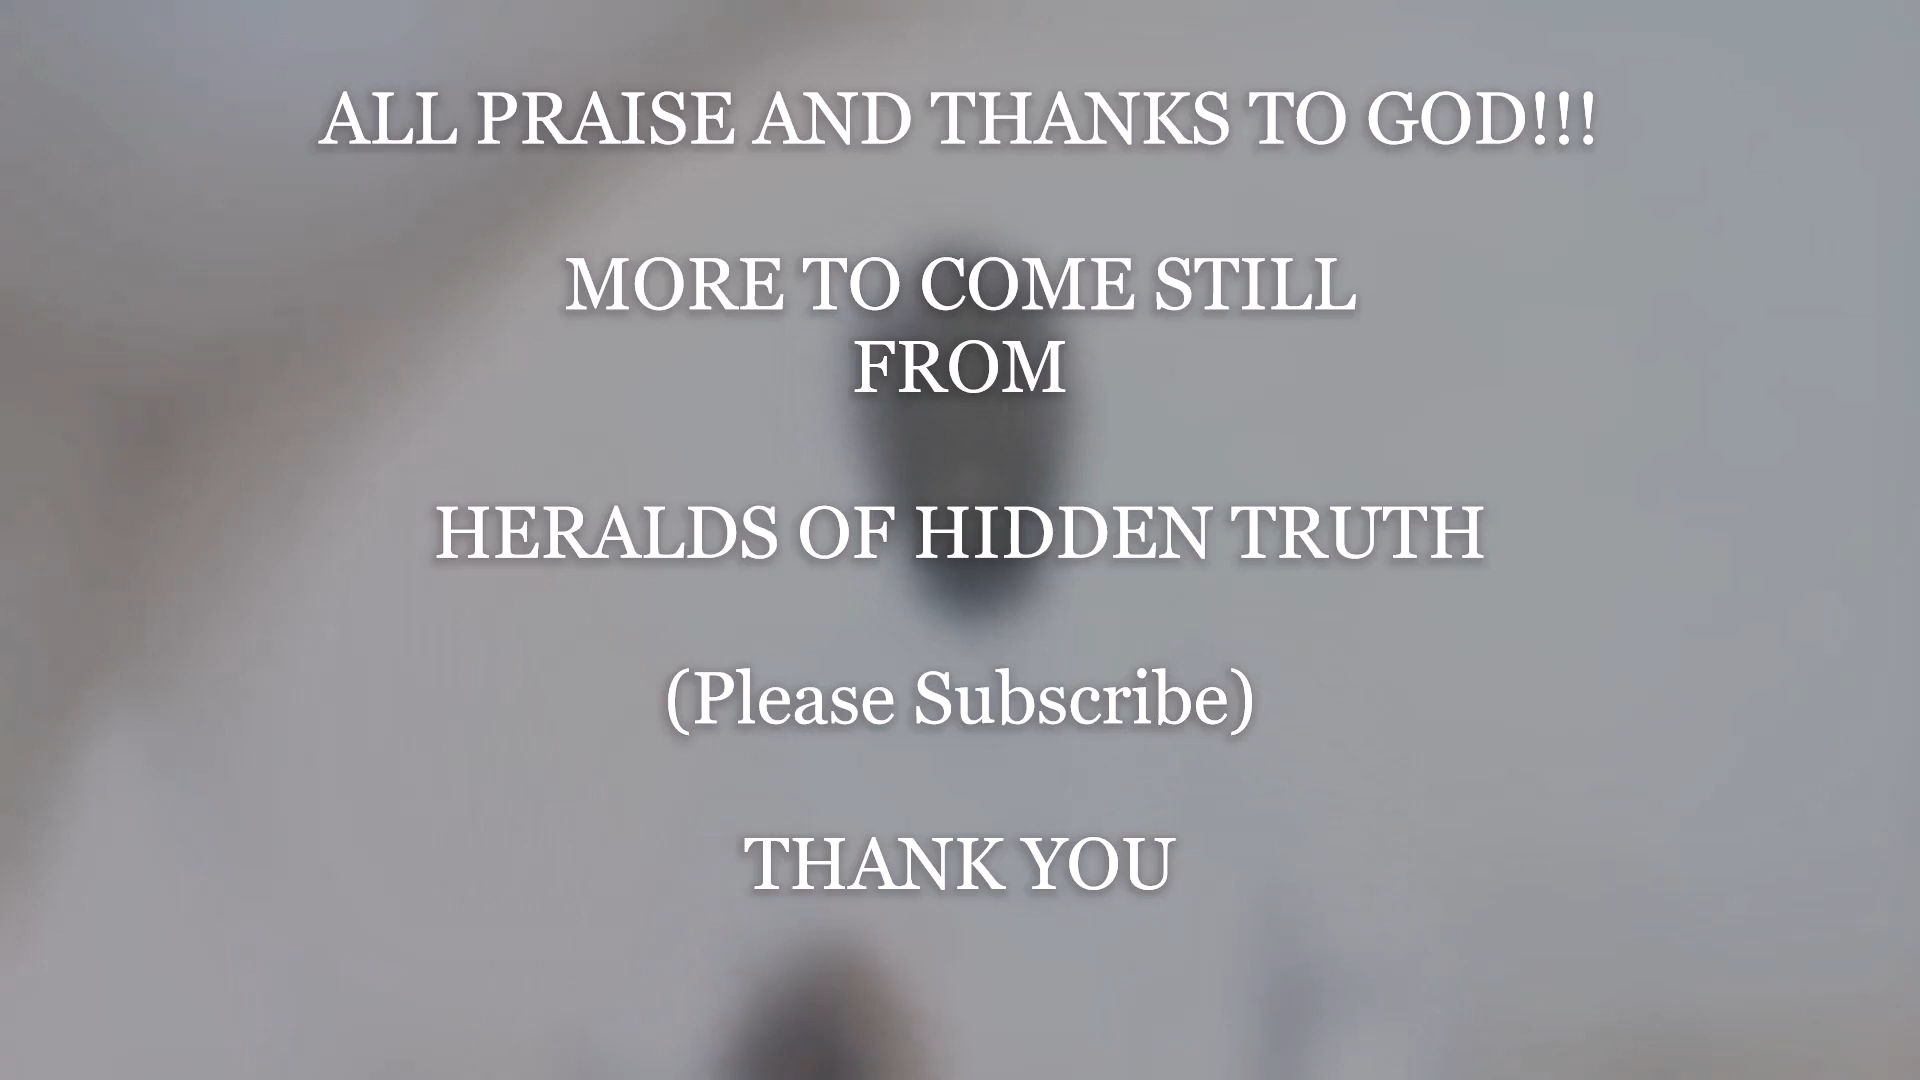 ALL PRAISE AND THANKS TO GOD!!!
MORE TO COME STILL
FROM
HERALDS OF HIDDEN TRUTH
(Please Subscribe)
THANK YOU